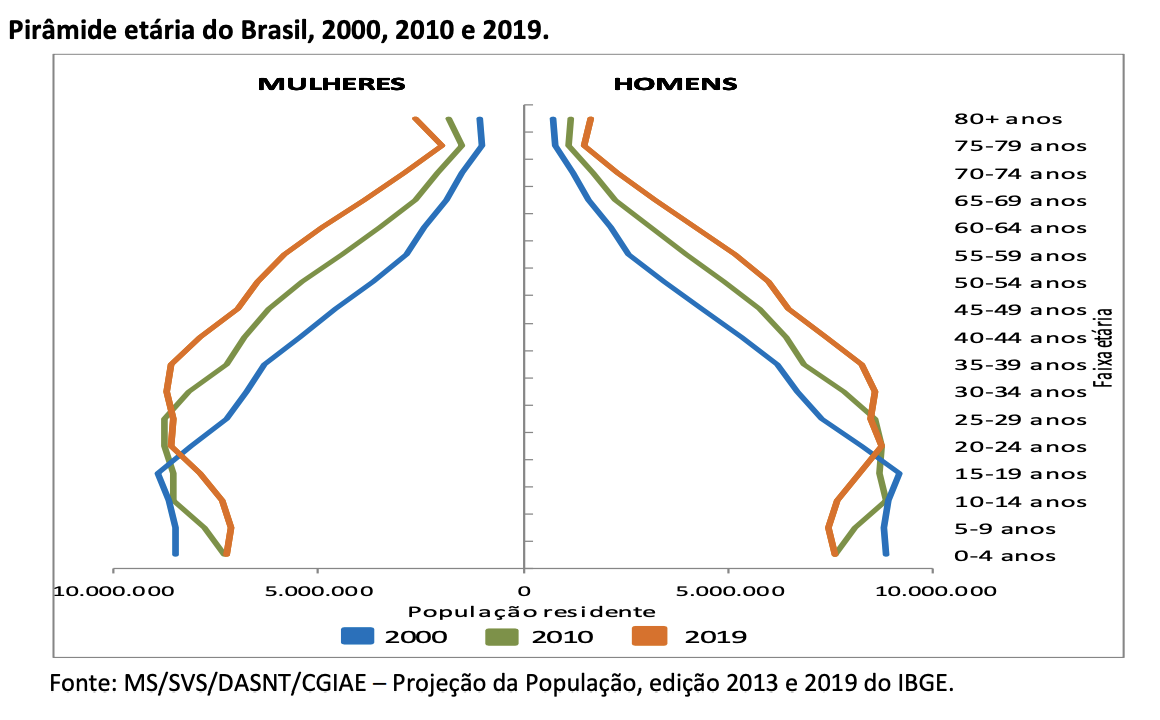 Pirâmide etária do Brasil, 2000, 2010 e 2019.
MULHERES HOMENS
80+ anos
75-79 anos
70-74 anos
65-69 anos
60-64 anos
55-59 anos
50-54 anos
45-49 anos
40-44 anos
35-39 anos
30-34 anos
25-29 anos
20-24 anos
15-19 anos
10-14 anos
5-9 anos
0-4 anos
Faixa etária
10.000.000 5.000.000 0 5.000.000 10.000.000
População residente
2000 2010 2019
Fonte: MS/SVS/DASNT/CGIAE – Projeção da População, edição 2013 e 2019 do IBGE.